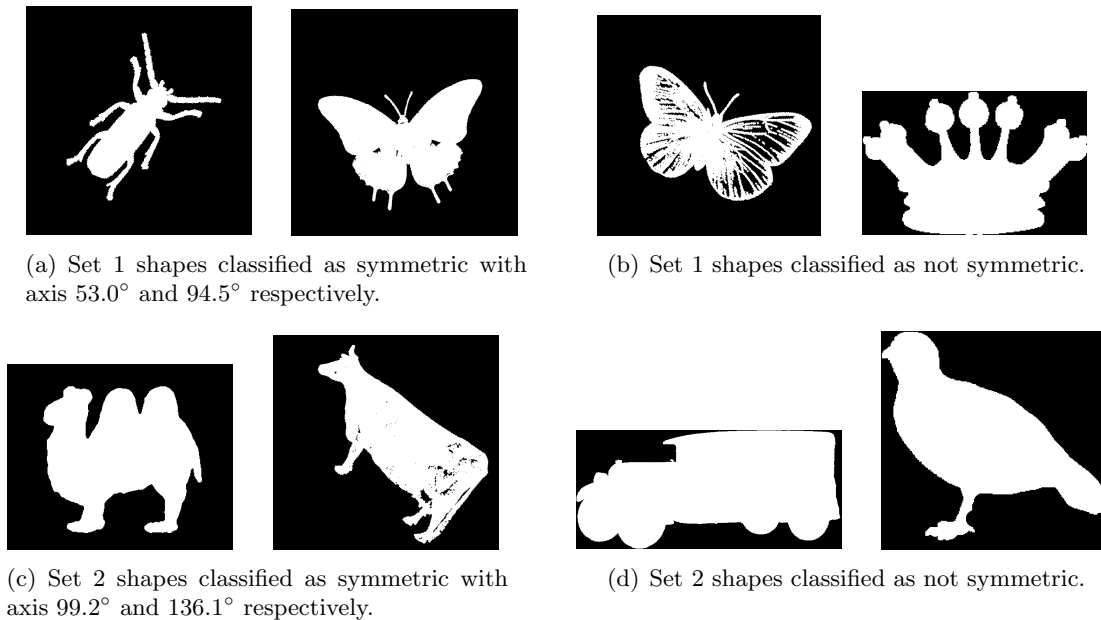 (a) Set 1 shapes classified as symmetric with
axis 53.0° and 94.5° respectively.
(b) Set 1 shapes classified as not symmetric.
(c) Set 2 shapes classified as symmetric with
axis 99.2° and 136.1° respectively.
(d) Set 2 shapes classified as not symmetric.